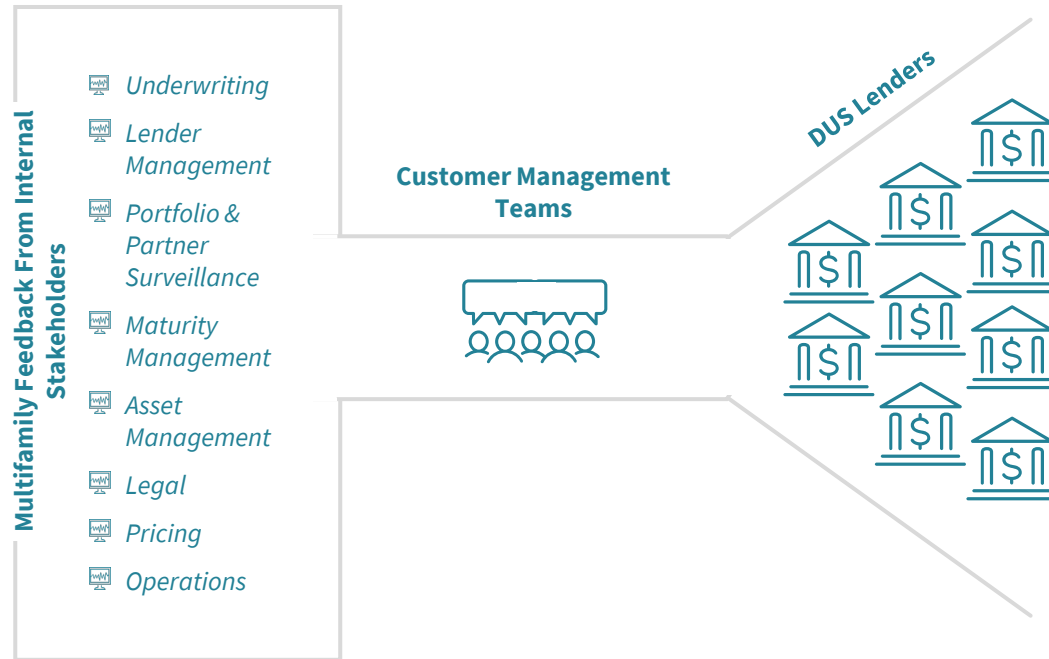 Multifamily Feedback From Internal
Stakeholders
Underwriting
Lender
Management
Portfolio &
Partner
Surveillance
Maturity
Management
Asset
Management
Legal
Pricing
Operations
Customer Management
Teams
DUS Lenders
$
$
$
$
$
$
$
$
$